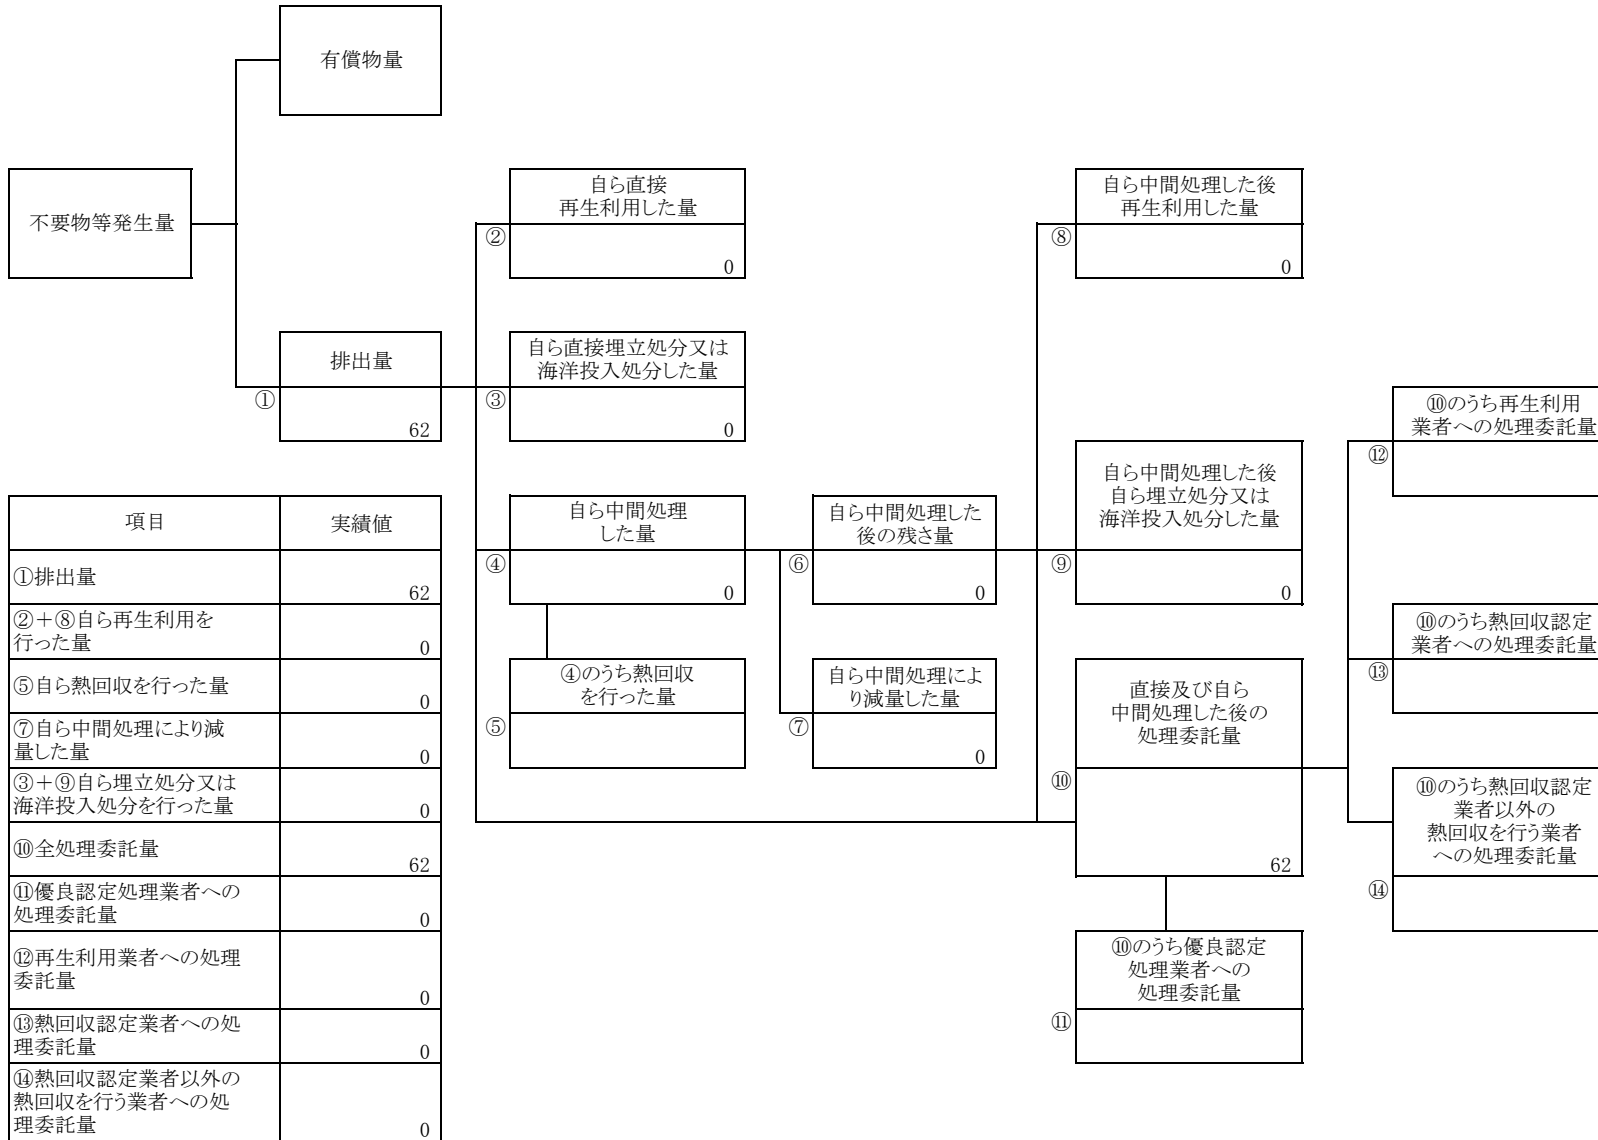 有償物量
不要物等発生量
自ら直接
再生利用した量
②
0
自ら中間処理した後
再生利用した量
⑧
0
排出量
①
62
自ら直接埋立処分又は
海洋投入処分した量
③
0
⑩のうち再生利用
業者への処理委託量
⑫
自ら中間処理
した量
④
0
自ら中間処理した
後の残さ量
⑥
0
自ら中間処理した後
自ら埋立処分又は
海洋投入処分した量
⑨
0
⑩のうち熱回収認定
業者への処理委託量
⑬
④のうち熱回収
を行った量
⑤
自ら中間処理によ
り減量した量
⑦
0
直接及び自ら
中間処理した後の
処理委託量
⑩
62
⑩のうち熱回収認定
業者以外の
熱回収を行う業者
への処理委託量
⑭
⑩のうち優良認定
処理業者への
処理委託量
⑪
項目 実績値
①排出量
62
②+⑧自ら再生利用を
行った量
0
⑤自ら熱回収を行った量
0
⑦自ら中間処理により減
量した量
0
③+⑨自ら埋立処分又は
海洋投入処分を行った量
0
⑩全処理委託量
62
⑪優良認定処理業者への
処理委託量
0
⑫再生利用業者への処理
委託量
0
⑬熱回収認定業者への処
理委託量
0
⑭熱回収認定業者以外の
熱回収を行う業者への処
理委託量
0